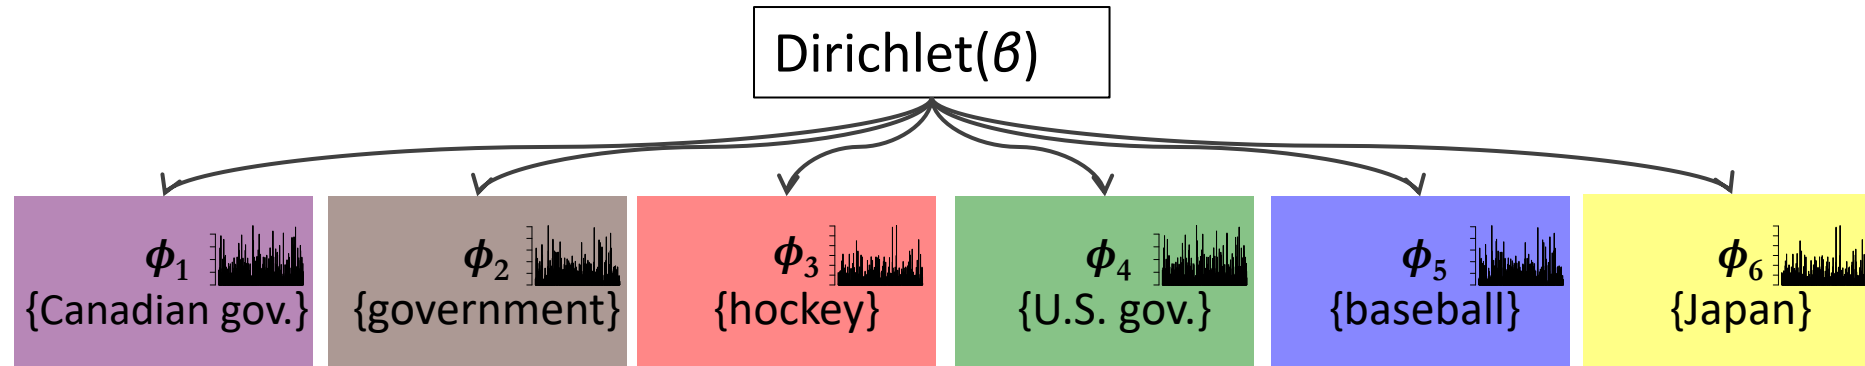 Dirichlet(β)
ϕ1
{Canadian gov.}
ϕ2
{government}
ϕ3
{hockey}
ϕ4
{U.S. gov.}
ϕ5
{baseball}
ϕ6
{Japan}